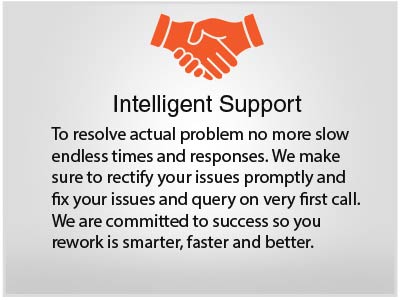 Intelligent Support
To resolve actual problem no more slow
endless times and responses. We make
sure to rectify your issues promptly and
fix your issues and query on very first call.
We are committed to success so you
rework is smarter, faster and better.